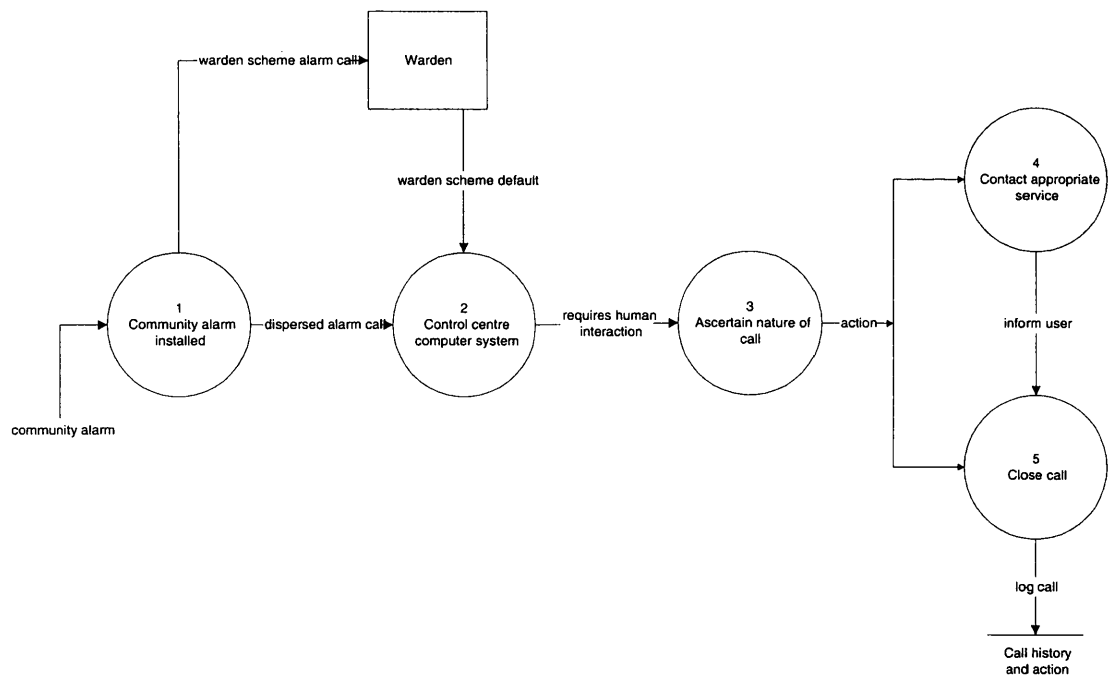 warden scheme alarm call
Warden
warden scheme default
4
Contact appropriate
service
1
Community alarm
installed
dispersed alarm call
2
Control centre
computer system
requires human
interaction
3
Ascertain nature of
call
action
inform user
community alarm
5
Close call
log call
Call history
and action